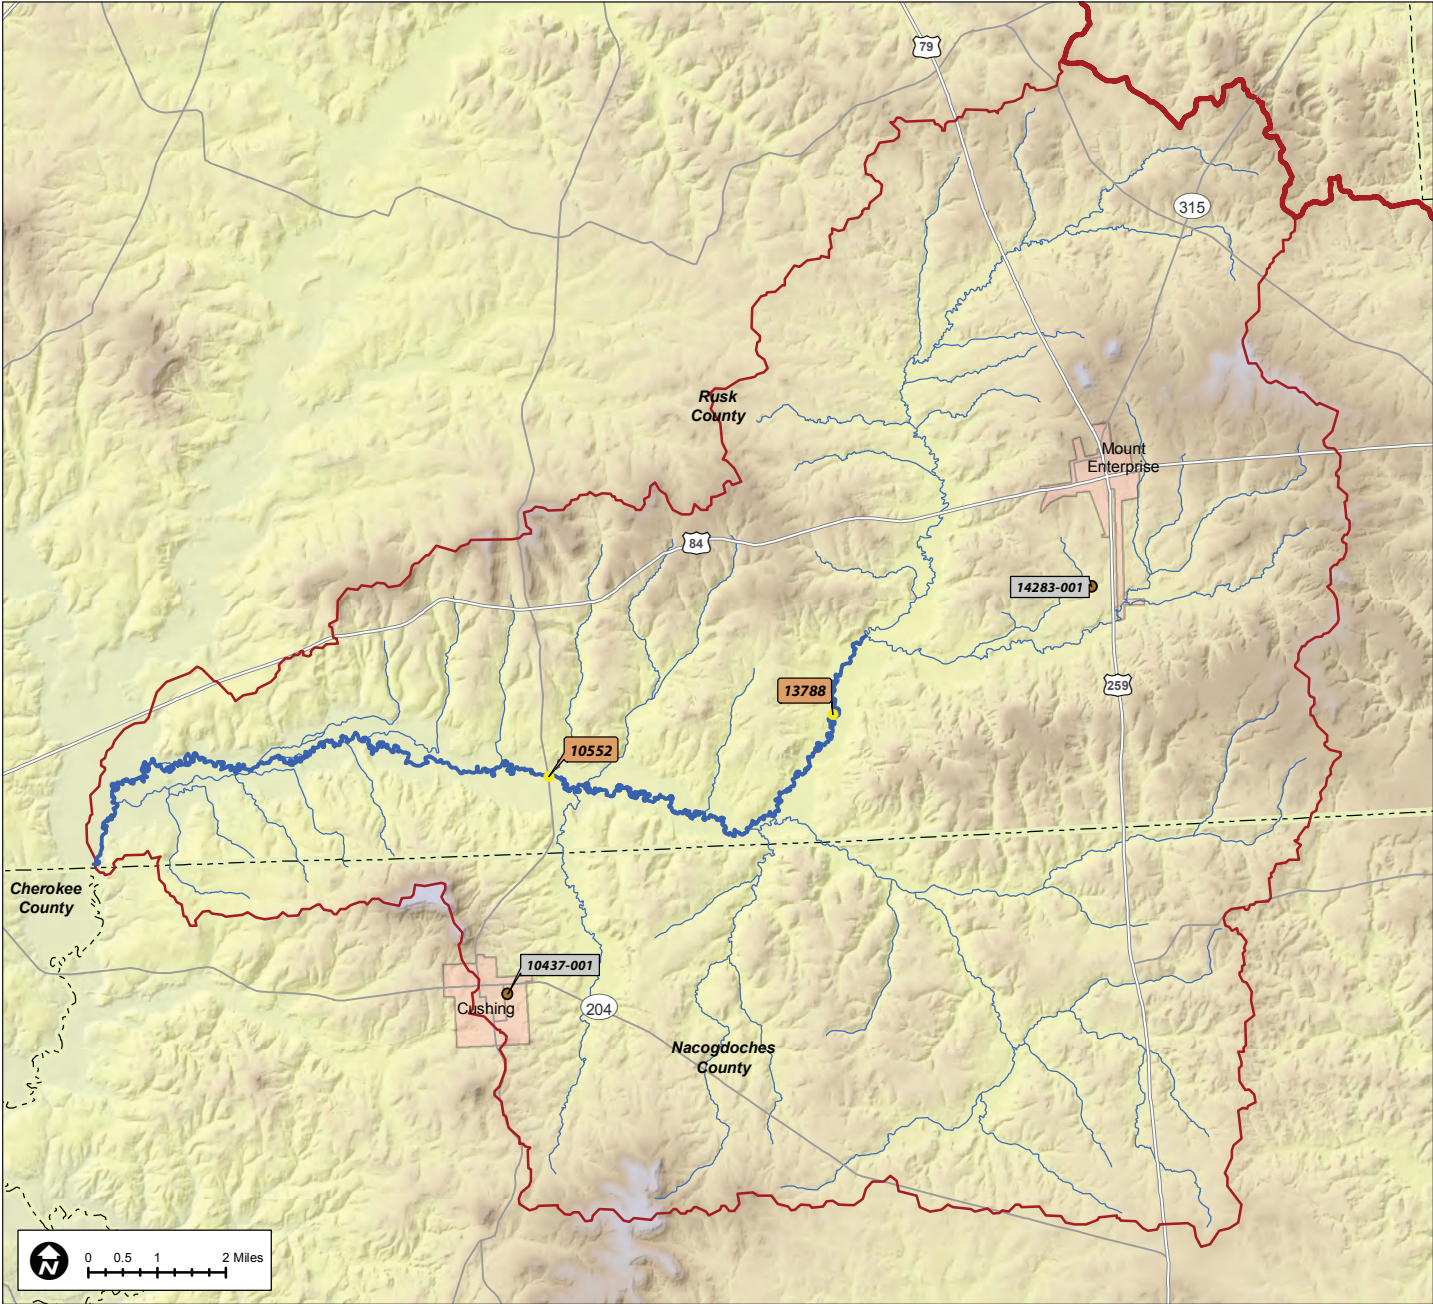 79
315
Rusk
County
Mount
Enterprise
84
14283-001
259
13788
10552
Cherokee
County
10437-001
Cushing
204
Nacogdoches
County
N
0 0.5 1 2 Miles